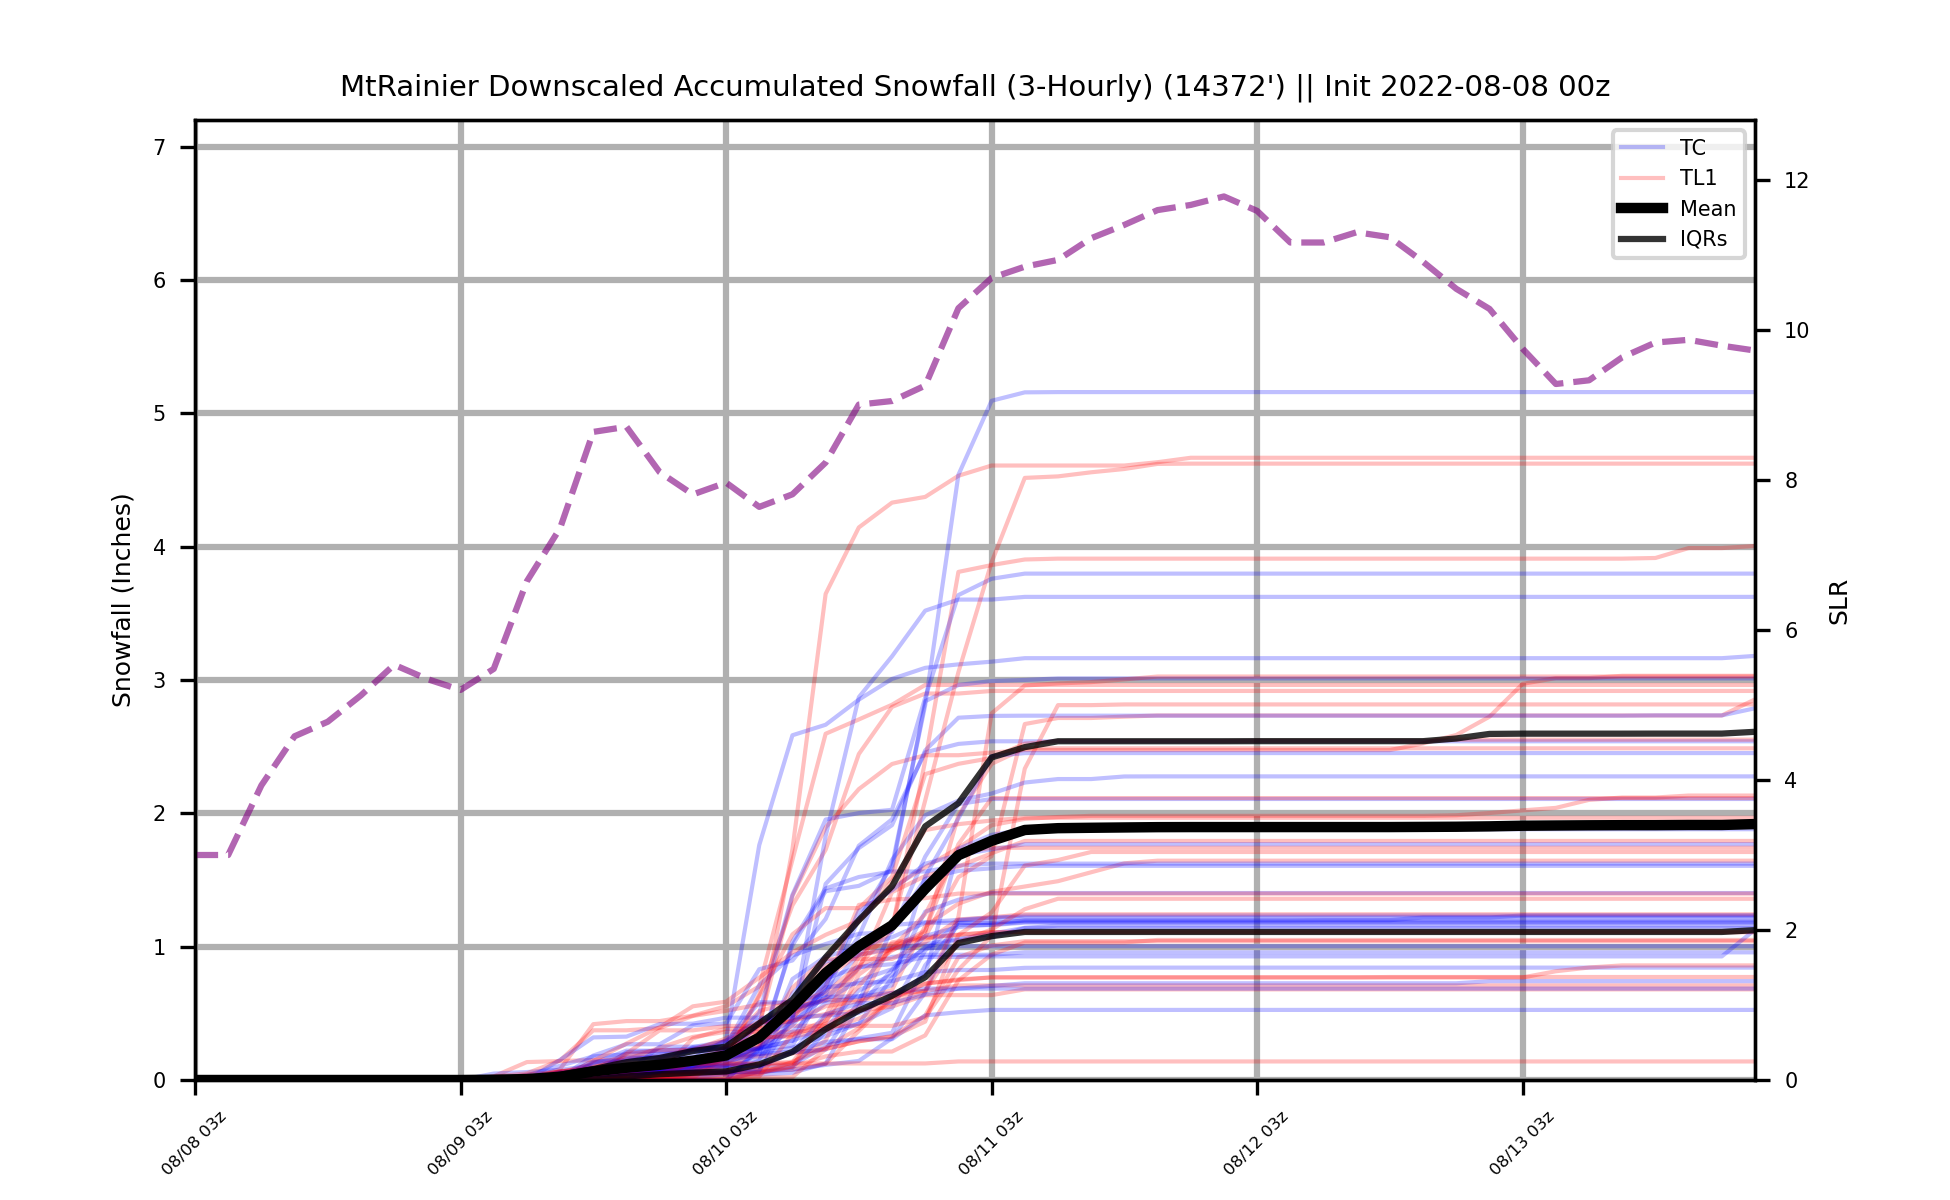 MtRainier Downscaled Accumulated Snowfall (3-Hourly) (14372') || Init 2022-08-08 00z
TC
TL1
Mean
IQRs
Snowfall (Inches)
7
6
5
4
3
2
1
0
12
10
8
6
4
2
0
SLR
08/08 03z
08/09 03z
08/10 03z
08/11 03z
08/12 03z
08/13 03z